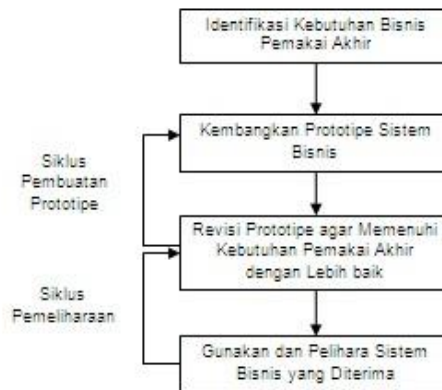 Identifikasi Kebutuhan Bisnis
Pemakai Akhir
Kembangkan Prototipe Sistem
Bisnis
Siklus
Pembuatan
Prototipe
Revisi Prototipe agar Memenuhi
Kebutuhan Pemakai Akhir
dengan Lebih baik
Siklus
Pemeliharaan
Gunakan dan Pelihara Sistem
Bisnis yang Diterima